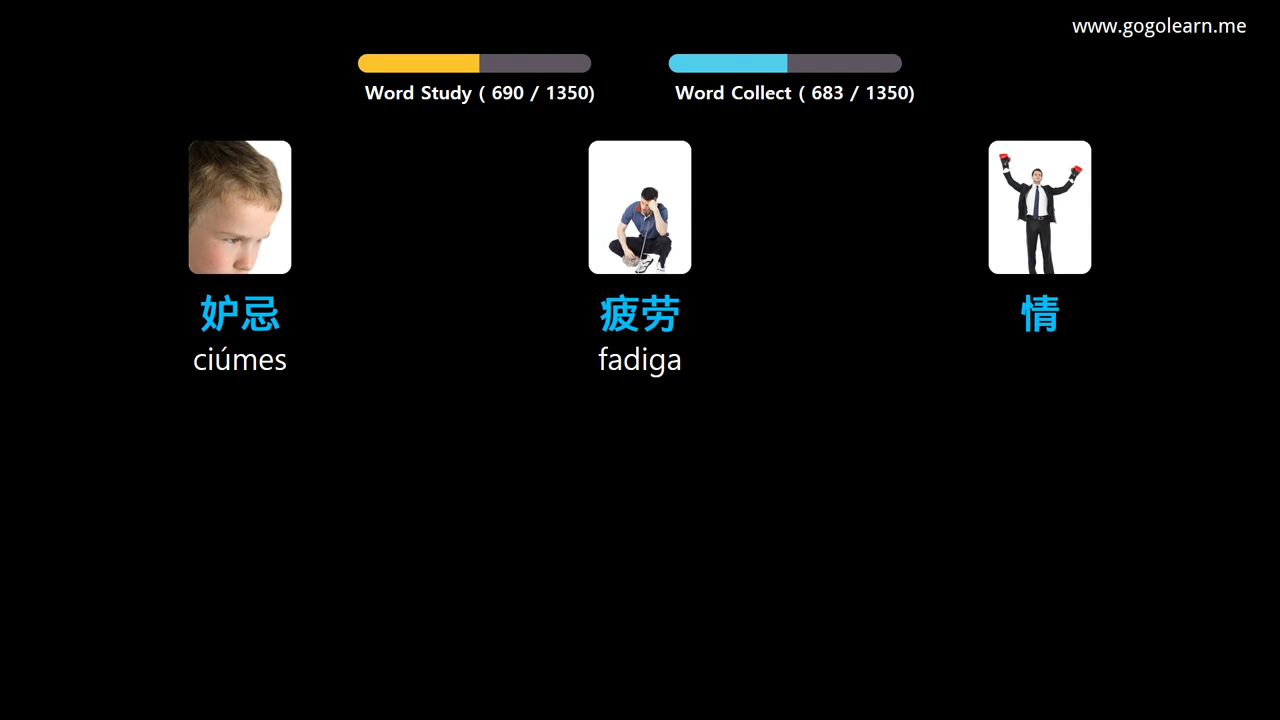 www.gogolearn.me
Word Study ( 690 / 1350)
Word Collect ( 683 / 1350)
妒忌
疲劳
情
ciúmes
fadiga